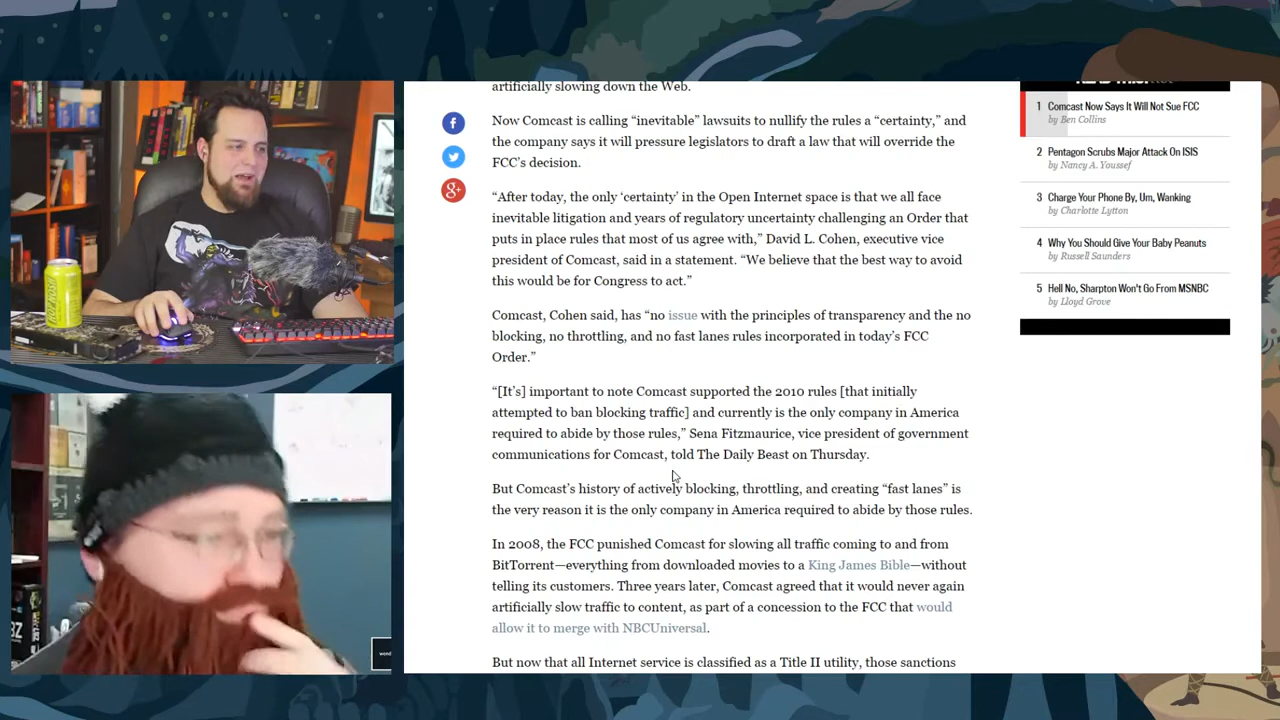 artificially slowing down the Web.
Now Comcast is calling “inevitable” lawsuits to nullify the rules a “certainty,” and
the company says it will pressure legislators to draft a law that will override the
FCC’s decision.
“After today, the only ‘certainty’ in the Open Internet space is that we all face
inevitable litigation and years of regulatory uncertainty challenging an Order that
puts in place rules that most of us agree with,” David L. Cohen, executive vice
president of Comcast, said in a statement. “We believe that the best way to avoid
this would be for Congress to act.”
Comcast, Cohen said, has “no issue with the principles of transparency and the no
blocking, no throttling, and no fast lanes rules incorporated in today’s FCC
Order.”
“[It’s] important to note Comcast supported the 2010 rules [that initially
attempted to ban blocking traffic] and currently is the only company in America
required to abide by those rules,” Sena Fitzmaurice, vice president of government
communications for Comcast, told The Daily Beast on Thursday.
But Comcast’s history of actively blocking, throttling, and creating “fast lanes” is
the very reason it is the only company in America required to abide by those rules.
In 2008, the FCC punished Comcast for slowing all traffic coming to and from
BitTorrent—everything from downloaded movies to a King James Bible—without
telling its customers. Three years later, Comcast agreed that it would never again
artificially slow traffic to content, as part of a concession to the FCC that would
allow it to merge with NBCUniversal.
But now that all Internet service is classified as a Title II utility, those sanctions
1 Comcast Now Says It Will Not Sue FCC
by Ben Collins
2 Pentagon Scrubs Major Attack On ISIS
by Nancy A. Youssef
3 Charge Your Phone By, Um, Wanking
by Charlotte Lytton
4 Why You Should Give Your Baby Peanuts
by Russell Saunders
5 Hell No, Sharpton Won't Go From MSNBC
by Lloyd Grove